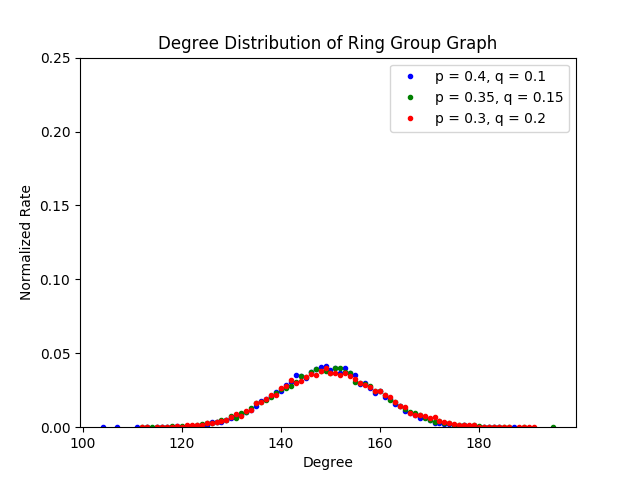 Degree Distribution of Ring Group Graph
p = 0.4, q = 0.1
p = 0.35, q = 0.15
p = 0.3, q = 0.2
Normalized Rate
0.25
0.20
0.15
0.10
0.05
0.00
100 120 140 160 180
Degree